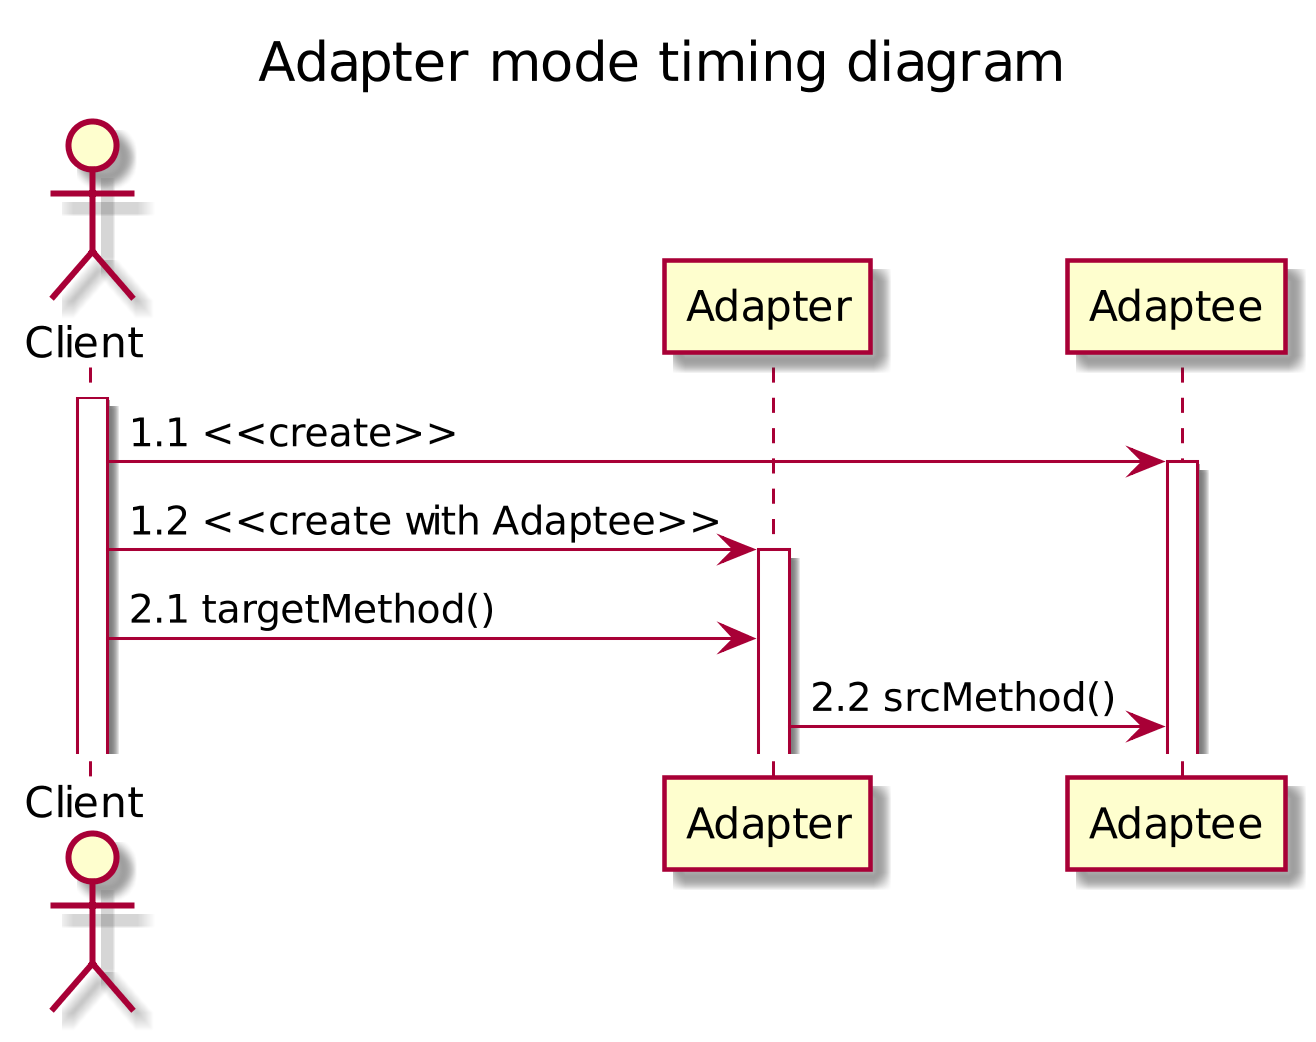 Adapter mode timing diagram
Client
Adapter
Adaptee
1.1 <<create>>
1.2 <<create with Adaptee>>
2.1 targetMethod()
2.2 srcMethod()
Client
Adapter
Adaptee